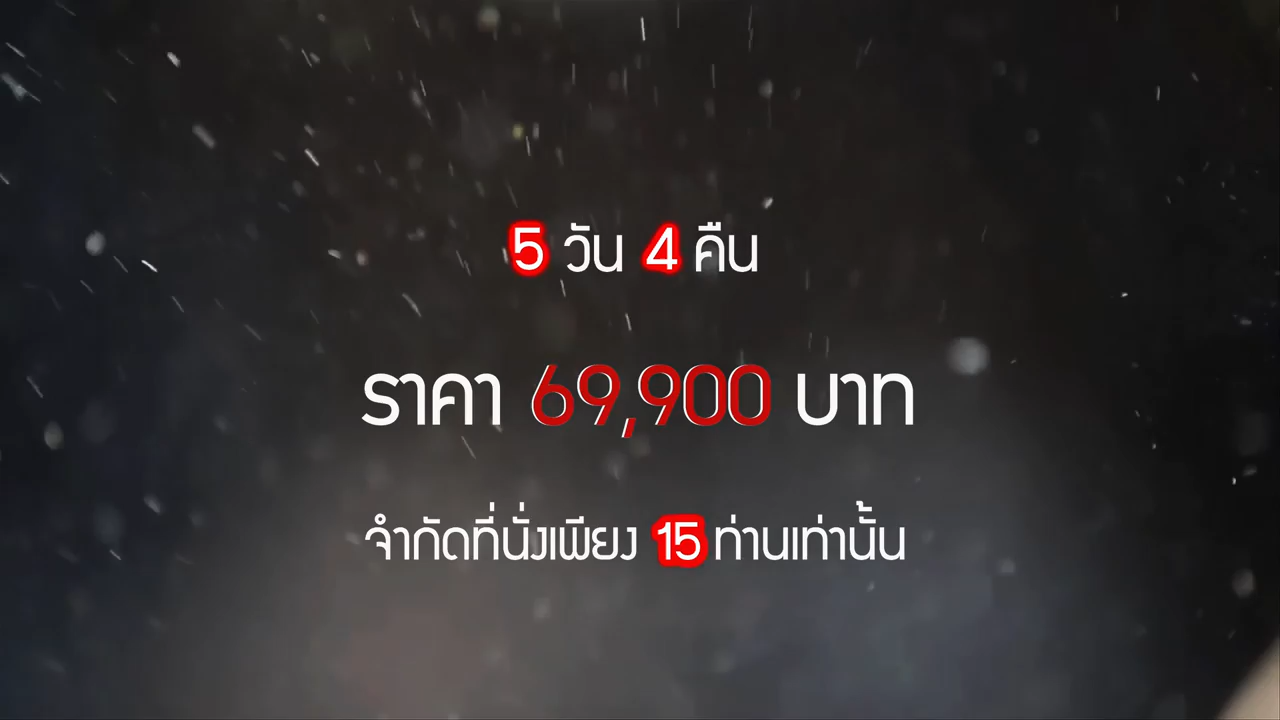 5 วัน 4 คืน
ราคา 69,900 บาท
จำกัดที่นั่งเพียง 15 ท่านเท่านั้น